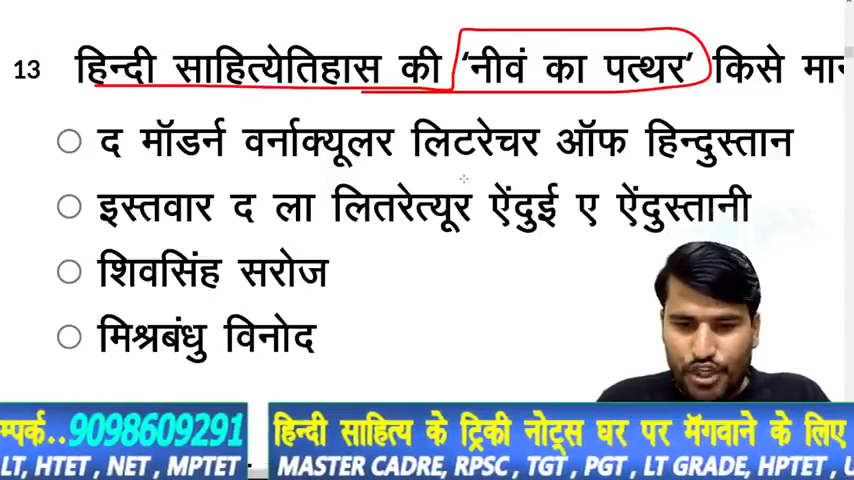 13 हिन्दी साहित्येतिहास की 'नीवं का पत्थर' किसे
द मॉडर्न वर्नाक्यूलर लिटरेचर ऑफ हिन्दुस्तान
इस्तवार द ला लितरेत्यूर ऐंदुई ए ऐंदुस्तानी
शिवसिंह सरोज
मिश्रबंधु विनोद
म्पर्क..9098609291 हिन्दी साहित्य के ट्रिकी नोट्स घर पर मॅगवाने के लिए
LT, HTET , NET , MPTET MASTER CADRE, RPSC , TGT , PGT , LT GRADE, HPTET ,